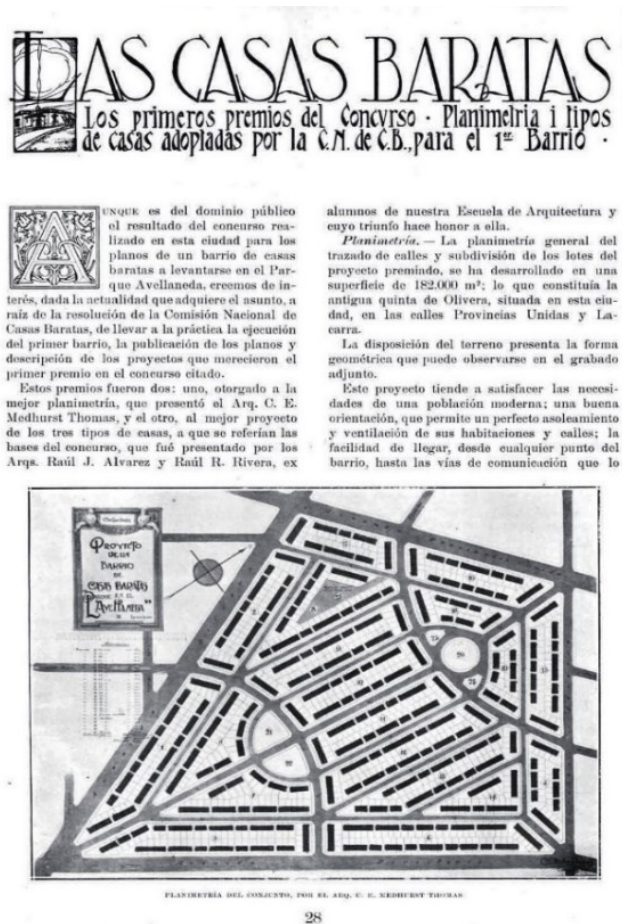 LAS CASAS BARATAS
Los primeros premios del Concvrso · Planimetria i tipos
de casas adoptadas por la C.N. de C.B., para el 1er Barrio ·
AUNQUE es del dominio público
el resultado del concurso rea-
lizado en esta ciudad para los
planos de un barrio de casas
baratas a levantarse en el Par-
que Avellaneda, creemos de in-
terés, dada la actualidad que adquiere el asunto, a
raíz de la resolución de la Comisión Nacional de
Casas Baratas, de llevar a la práctica la ejecución
del primer barrio, la publicación de los planos y
descripción de los proyectos que merecieron el
primer premio en el concurso citado.
Estos premios fueron dos: uno, otorgado a la
mejor planimetría, que presentó el Arq. C. E.
Medhurst Thomas, y el otro, al mejor proyecto
de los tres tipos de casas, a que se referían las
bases del concurso, que fué presentado por los
Arqs. Raúl J. Alvarez y Raúl R. Rivera, ex
alumnos de nuestra Escuela de Arquitectura y
cuyo triunfo hace honor a ella.
Planimetría. — La planimetría general del
trazado de calles y subdivisión de los lotes del
proyecto premiado, se ha desarrollado en una
superficie de 182.000 m²; lo que constituía la
antigua quinta de Olivera, situada en esta ciu-
dad, en las calles Provincias Unidas y La-
carra.
La disposición del terreno presenta la forma
geométrica que puede observarse en el grabado
adjunto.
Este proyecto tiende a satisfacer las necesi-
dades de una población moderna; una buena
orientación, que permite un perfecto asoleamiento
y ventilación de sus habitaciones y calles; la
facilidad de llegar, desde cualquier punto del
barrio, hasta las vías de comunicación que lo
PROYECTO
DE UN
BARRIO
DE
CASAS BARATAS
PLANIMETRÍA DEL CONJUNTO, POR EL ARQ. C. E. MEDHURST THOMAS
28